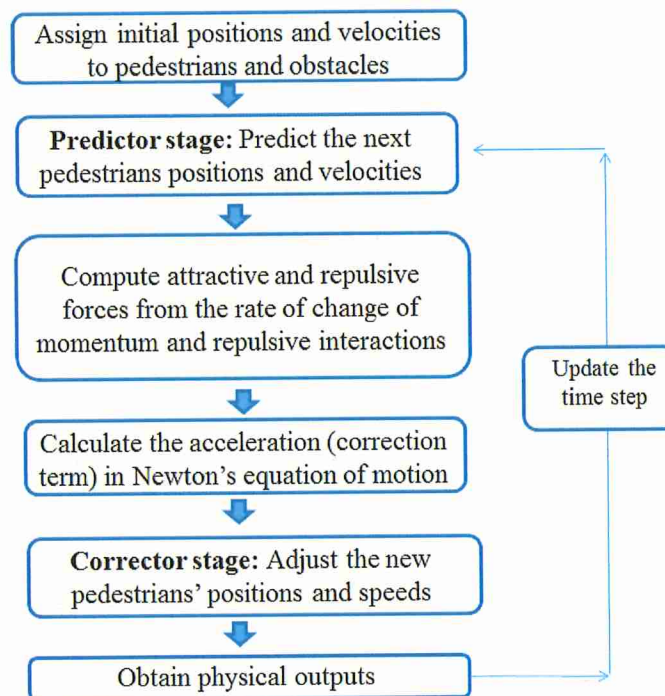 Assign initial positions and velocities
to pedestrians and obstacles
Predictor stage: Predict the next
pedestrians positions and velocities
Compute attractive and repulsive
forces from the rate of change of
momentum and repulsive interactions
Update the
time step
Calculate the acceleration (correction
term) in Newton's equation of motion
Corrector stage: Adjust the new
pedestrians' positions and speeds
Obtain physical outputs